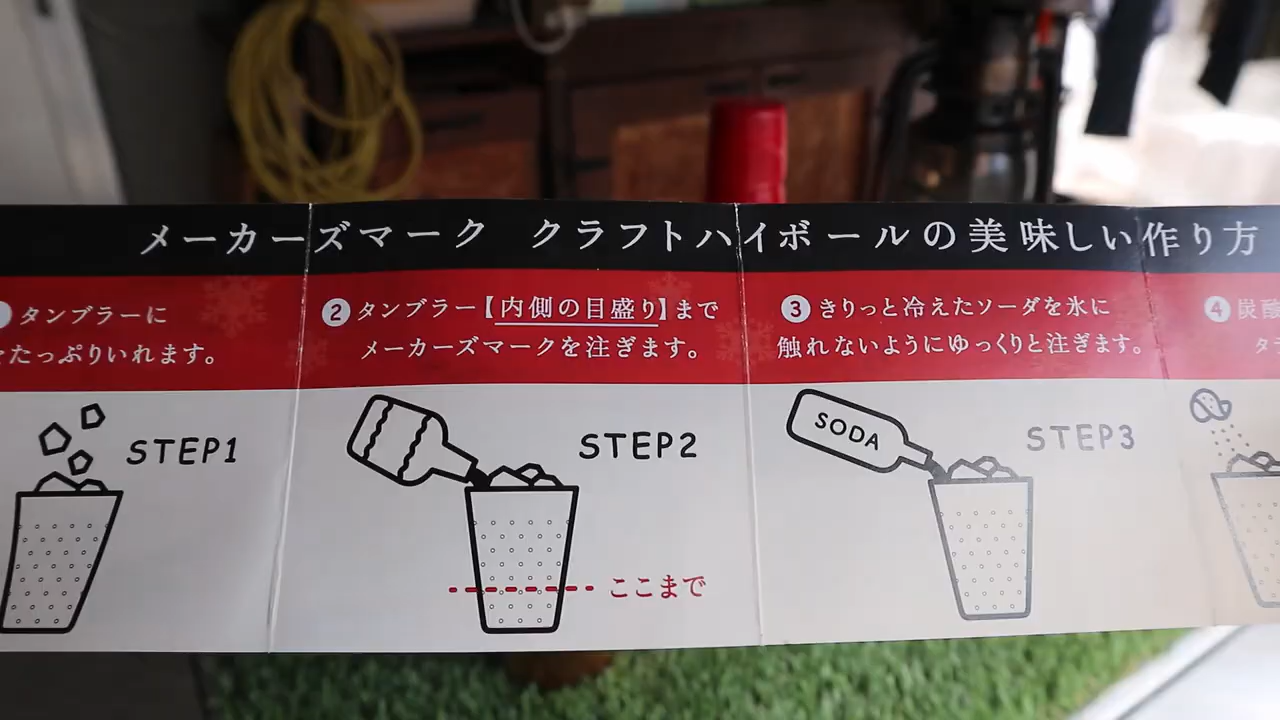 メーカーズマーク クラフトハイボールの美味しい作り方
タンブラーに
たっぷりいれます。
STEP1
2 タンブラー【内側の目盛り】まで
メーカーズマークを注ぎます。
STEP2
ここまで
3 きりっと冷えたソーダを氷に
触れないようにゆっくりと注ぎます。
SODA
STEP3
4 炭酸
タ